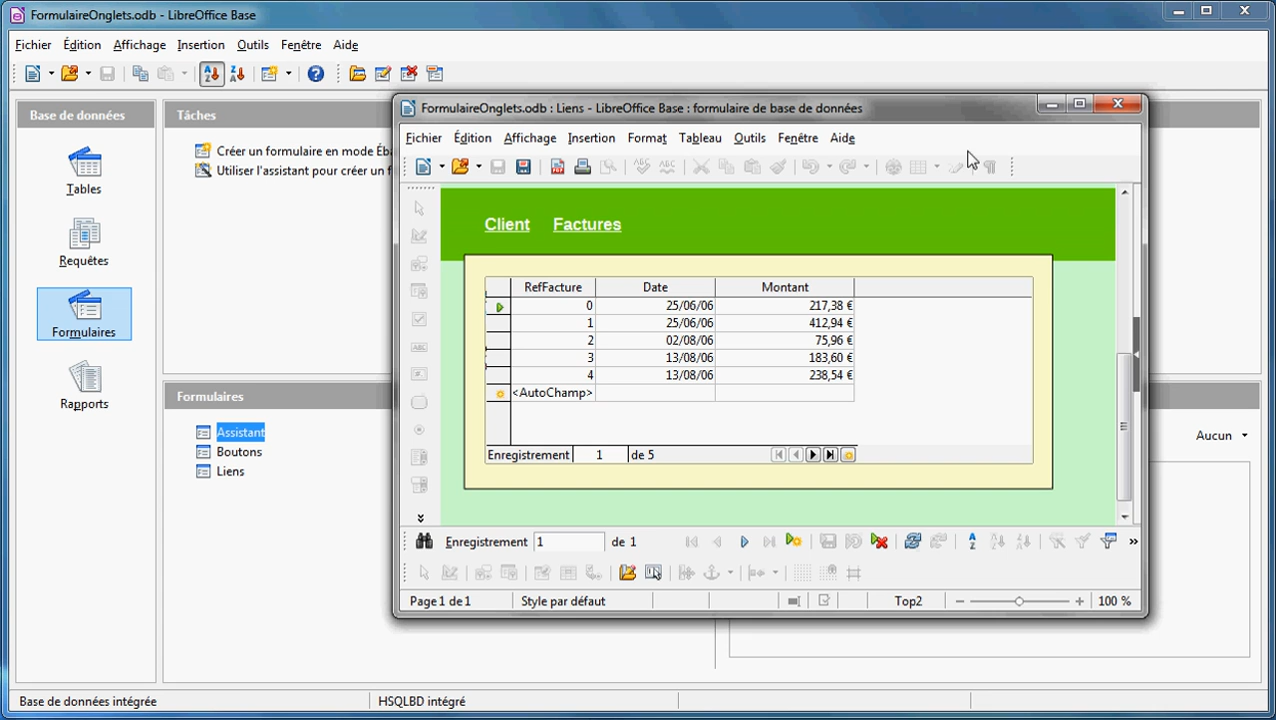 FormulaireOnglets.odb - LibreOffice Base
Fichier Édition Affichage Insertion Outils Fenêtre Aide
Base de données
Tables
Requêtes
Formulaires
Rapports
Tâches
Créer un formulaire en mode Éba
Utiliser l'assistant pour créer un f
Formulaires
Assistant
Boutons
Liens
Aucun
FormulaireOnglets.odb : Liens - LibreOffice Base : formulaire de base de données
Fichier Édition Affichage Insertion Format Tableau Outils Fenêtre Aide
Client Factures
RefFacture Date Montant
0 25/06/06 217,38 €
1 25/06/06 412,94 €
2 02/08/06 75,96 €
3 13/08/06 183,60 €
4 13/08/06 238,54 €
<AutoChamp>
Enregistrement 1 de 5
Enregistrement 1 de 1
Page 1 de 1 Style par défaut Top2 100 %
Base de données intégrée HSQLBD intégré